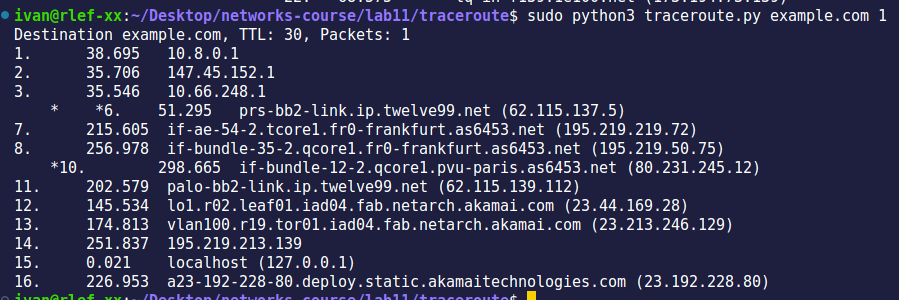 ivan@rlef-xx:~/Desktop/networks-course/lab11/traceroute$ sudo python3 traceroute.py example.com 1
Destination example.com, TTL: 30, Packets: 1
1.      38.695  10.8.0.1
2.      35.706  147.45.152.1
3.      35.546  10.66.248.1
    *    *6.    51.295   prs-bb2-link.ip.twelve99.net (62.115.137.5)
7.      215.605  if-ae-54-2.tcore1.fr0-frankfurt.as6453.net (195.219.219.72)
8.      256.978  if-bundle-35-2.qcore1.fr0-frankfurt.as6453.net (195.219.50.75)
    *10.         298.665  if-bundle-12-2.qcore1.pvu-paris.as6453.net (80.231.245.12)
11.     202.579  palo-bb2-link.ip.twelve99.net (62.115.139.112)
12.     145.534  lo1.r02.leaf01.iad04.fab.netarch.akamai.com (23.44.169.28)
13.     174.813  vlan100.r19.tor01.iad04.fab.netarch.akamai.com (23.213.246.129)
14.     251.837  195.219.213.139
15.     0.021    localhost (127.0.0.1)
16.     226.953  a23-192-228-80.deploy.static.akamaitechnologies.com (23.192.228.80)
ivan@rlef-xx:~/Desktop/networks-course/lab11/traceroute$